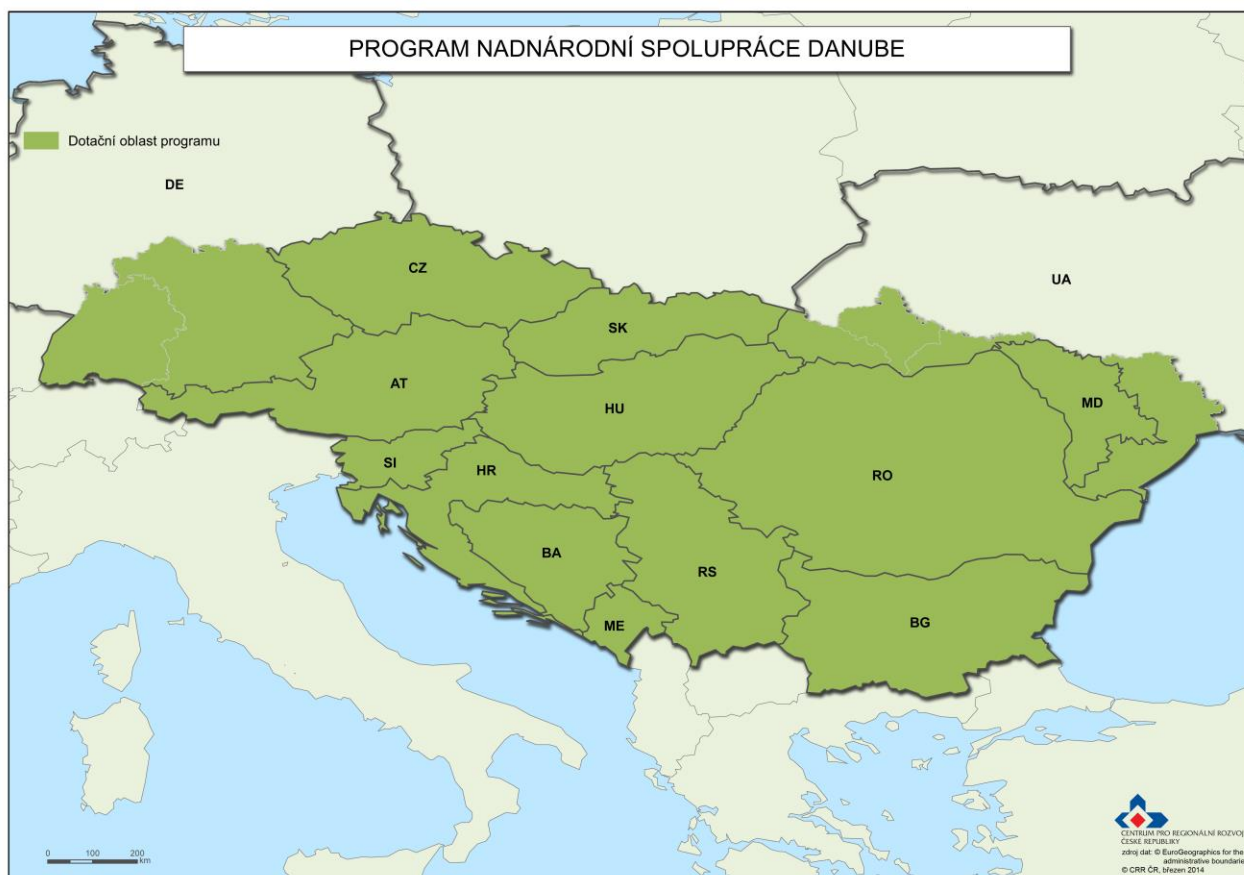 PROGRAM NADNÁRODNÍ SPOLUPRÁCE DANUBE
Dotační oblast programu
DE
CZ
UA
SK
AT
HU
MD
SI
HR
RO
BA
RS
ME
BG
0 100 200
km
CENTRUM PRO REGIONÁLNÍ ROZVOJ
ČESKÉ REPUBLIKY
zdroj dat: © EuroGeographics for the
administrative boundarie
© CRR ČR, březen 2014